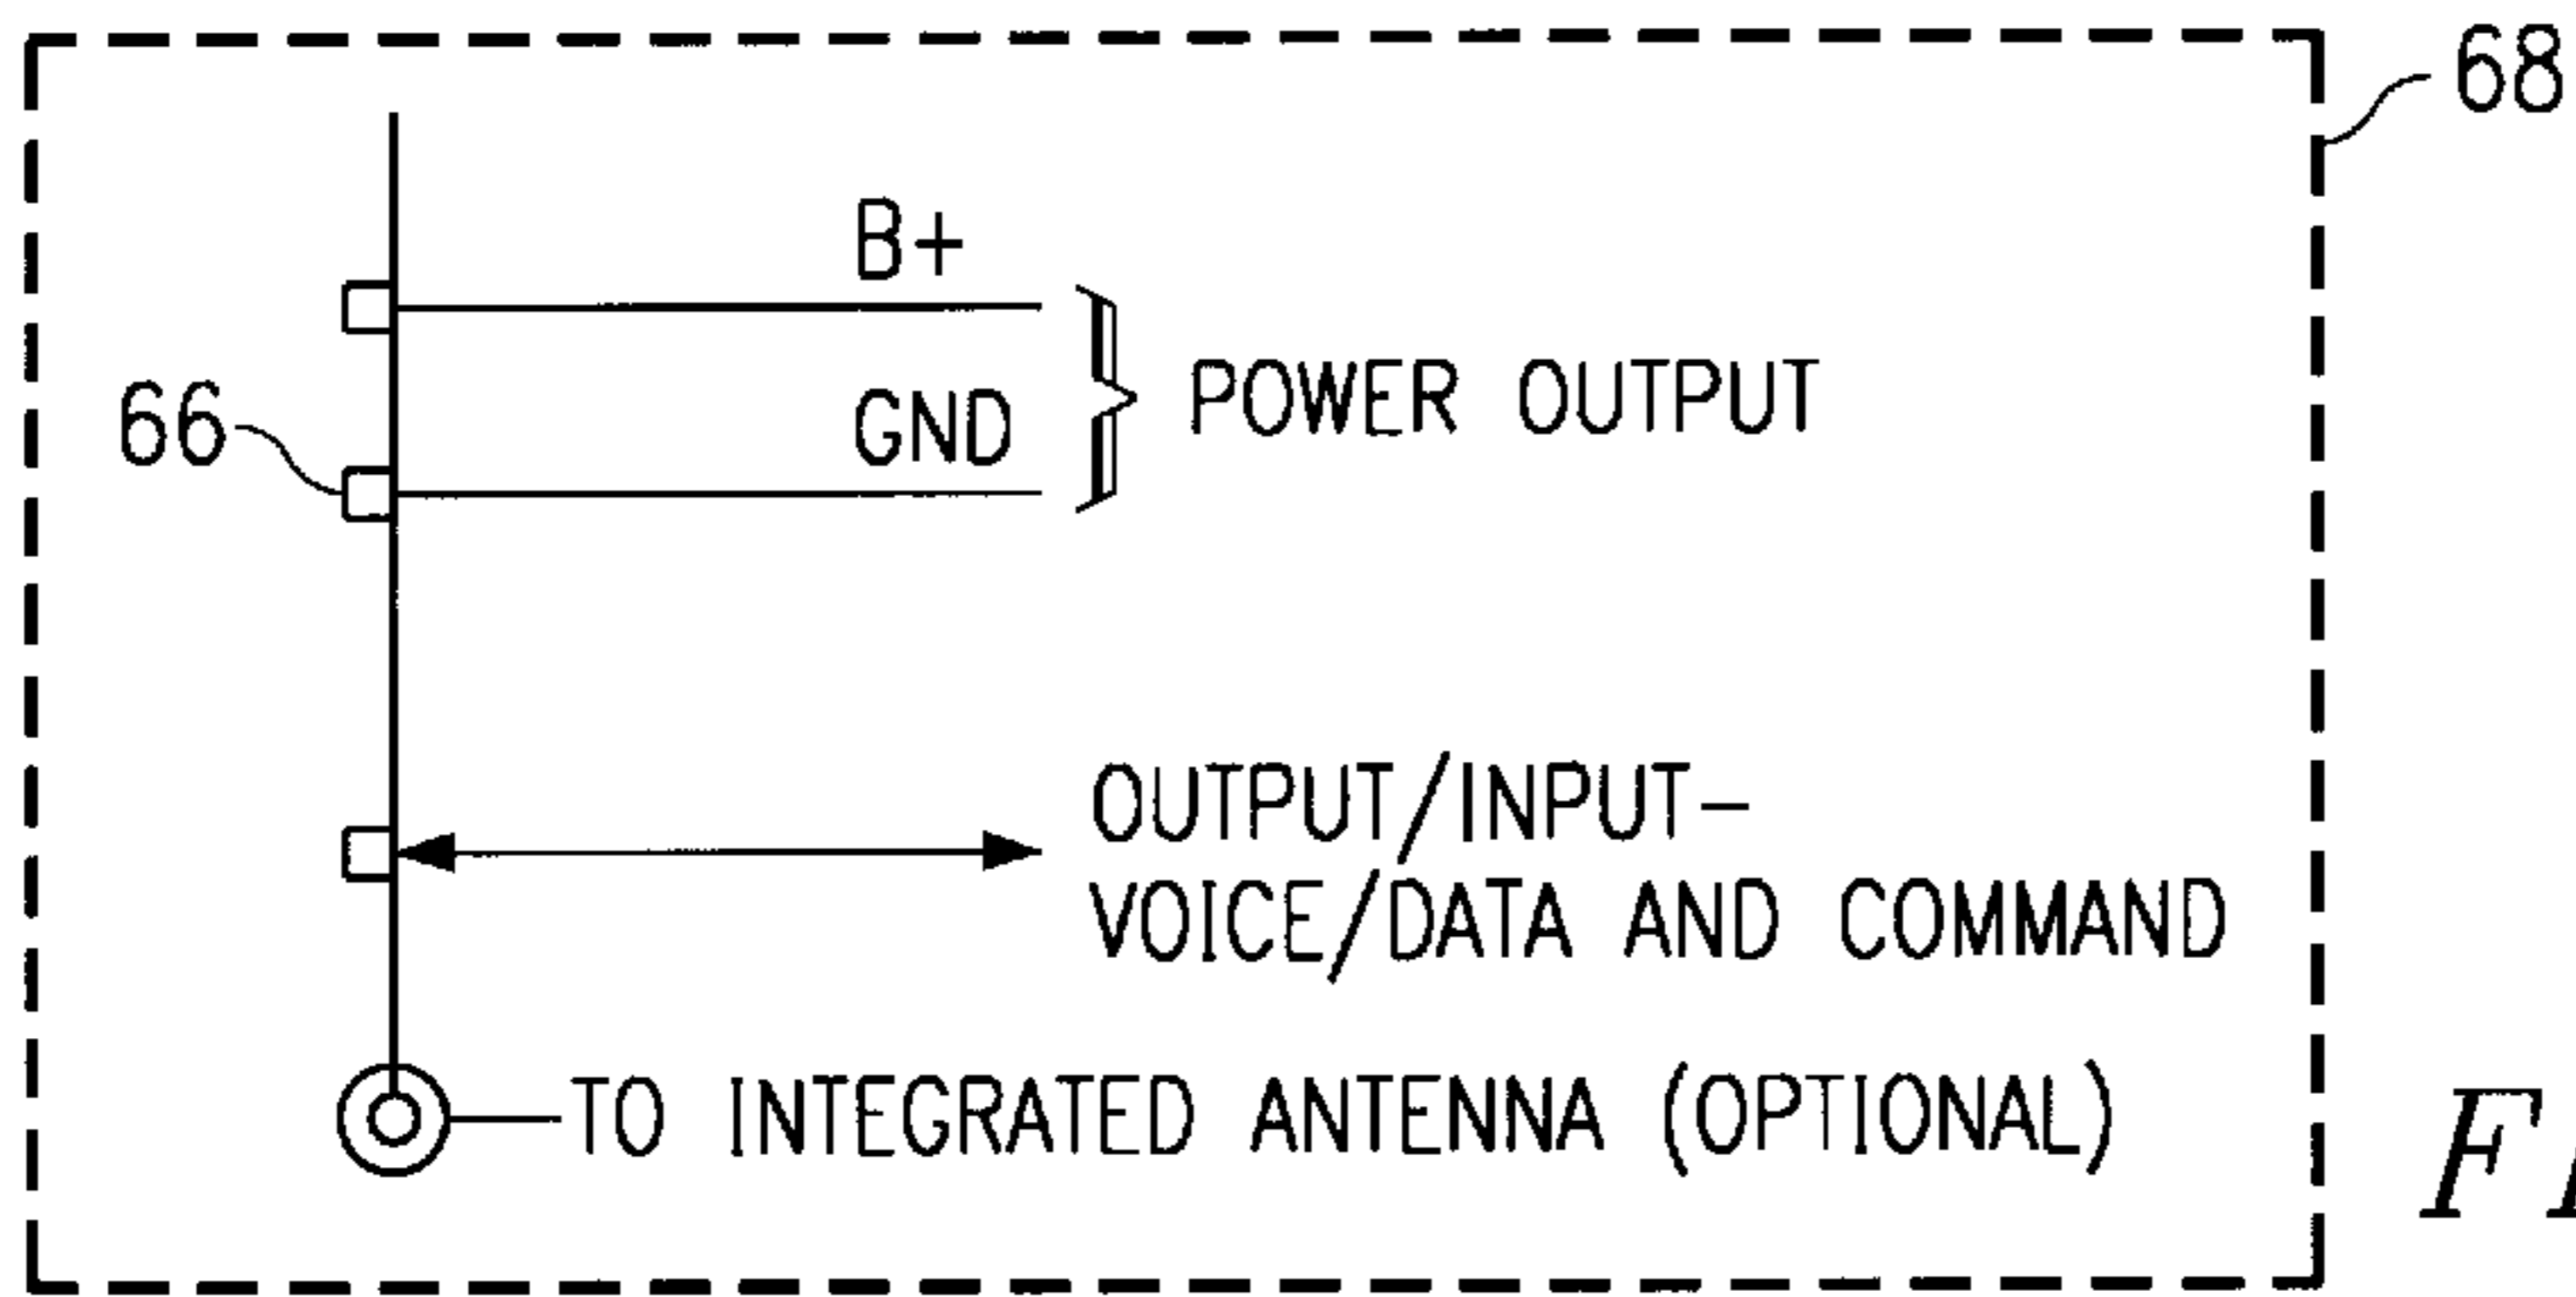 68
B+
66
GND
POWER OUTPUT
OUTPUT/INPUT-
VOICE/DATA AND COMMAND
TO INTEGRATED ANTENNA (OPTIONAL)